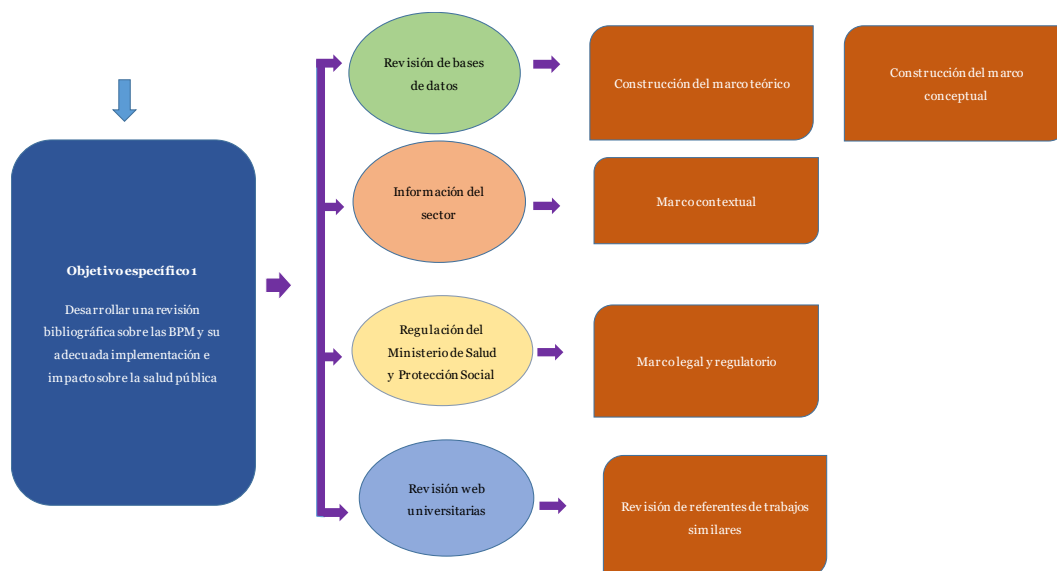 Objetivo específico 1
Desarrollar una revisión
bibliográfica sobre las BPM y su
adecuada implementación e
impacto sobre la salud pública
Revisión de bases
de datos
Construcción del marco teórico
Construcción del marco
conceptual
Información del
sector
Marco contextual
Regulación del
Ministerio de Salud
y Protección Social
Marco legal y regulatorio
Revisión web
universitarias
Revisión de referentes de trabajos
similares